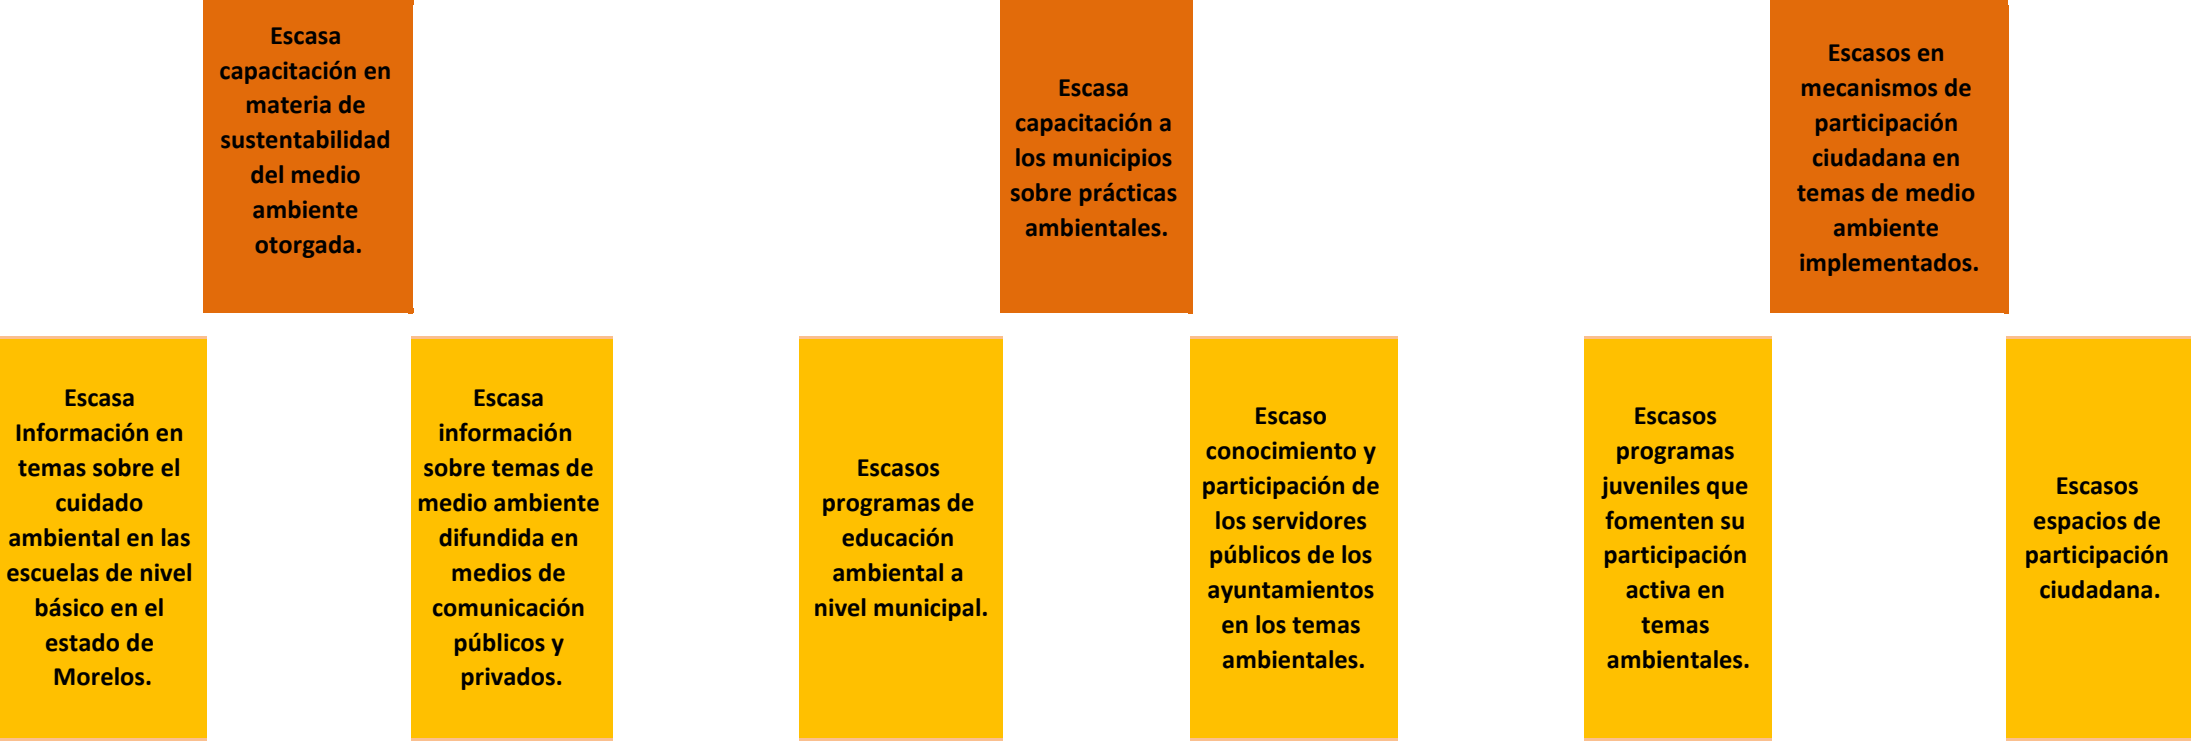 Escasa
capacitación en
materia de
sustentabilidad
del medio
ambiente
otorgada.
Escasa
capacitación a
los municipios
sobre prácticas
ambientales.
Escasos en
mecanismos de
participación
ciudadana en
temas de medio
ambiente
implementados.
Escasa
Información en
temas sobre el
cuidado
ambiental en las
escuelas de nivel
básico en el
estado de
Morelos.
Escasa
información
sobre temas de
medio ambiente
difundida en
medios de
comunicación
públicos y
privados.
Escasos
programas de
educación
ambiental a
nivel municipal.
Escaso
conocimiento y
participación de
los servidores
públicos de los
ayuntamientos
en los temas
ambientales.
Escasos
programas
juveniles que
fomenten su
participación
activa en
temas
ambientales.
Escasos
espacios de
participación
ciudadana.